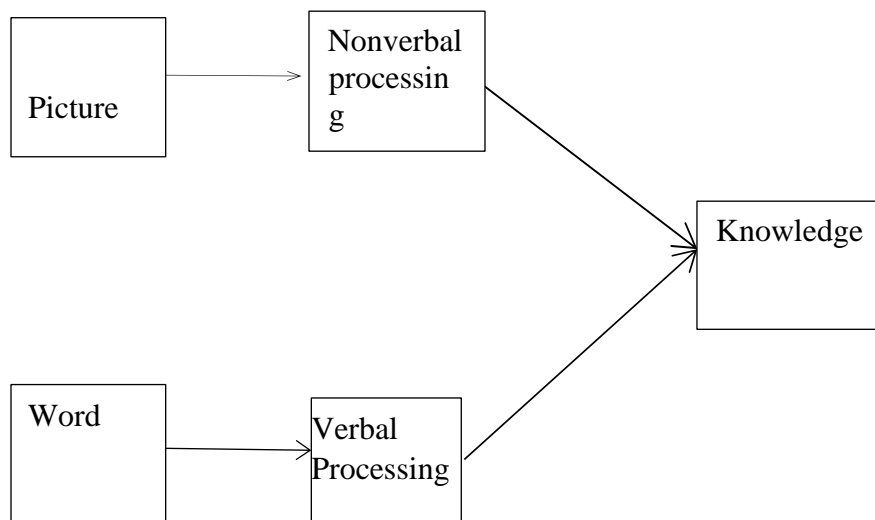 Picture
Nonverbal
processin
g
Knowledge
Word
Verbal
Processing